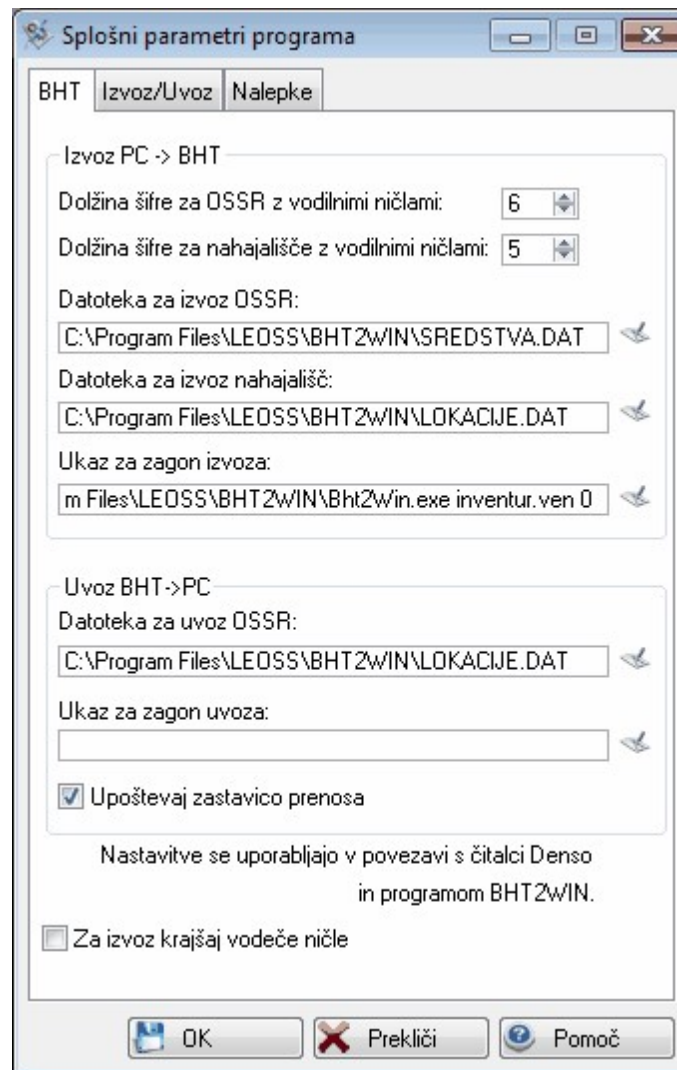 Splošni parametri programa
BHT Izvoz/Uvoz Nalepke
Izvoz PC -> BHT
Dolžina šifre za OSSR z vodilnimi ničlami: 6
Dolžina šifre za nahajališče z vodilnimi ničlami: 5
Datoteka za izvoz OSSR:
C:\Program Files\LEOSS\BHT2WIN\SREDSTVA.DAT
Datoteka za izvoz nahajališč:
C:\Program Files\LEOSS\BHT2WIN\LOKACIJE.DAT
Ukaz za zagon izvoza:
m Files\LEOSS\BHT2WIN\Bht2Win.exe inventur.ven 0
Uvoz BHT->PC
Datoteka za uvoz OSSR:
C:\Program Files\LEOSS\BHT2WIN\LOKACIJE.DAT
Ukaz za zagon uvoza:
Upoštevaj zastavico prenosa
Nastavitve se uporabljajo v povezavi s čitalci Denso
in programom BHT2WIN.
Za izvoz krajšaj vodeče ničle
OK Prekliči Pomoč